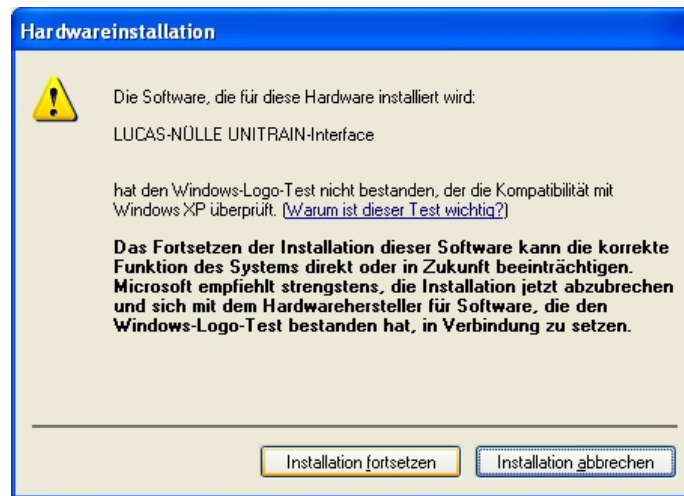 Hardwareinstallation
Die Software, die für diese Hardware installiert wird:
LUCAS-NÜLLE UNITRAIN-Interface
hat den Windows-Logo-Test nicht bestanden, der die Kompatibilität mit
Windows XP überprüft. (Warum ist dieser Test wichtig?)
Das Fortsetzen der Installation dieser Software kann die korrekte
Funktion des Systems direkt oder in Zukunft beeinträchtigen.
Microsoft empfiehlt strengstens, die Installation jetzt abzubrechen
und sich mit dem Hardwarehersteller für Software, die den
Windows-Logo-Test bestanden hat, in Verbindung zu setzen.
Installation fortsetzen
Installation abbrechen